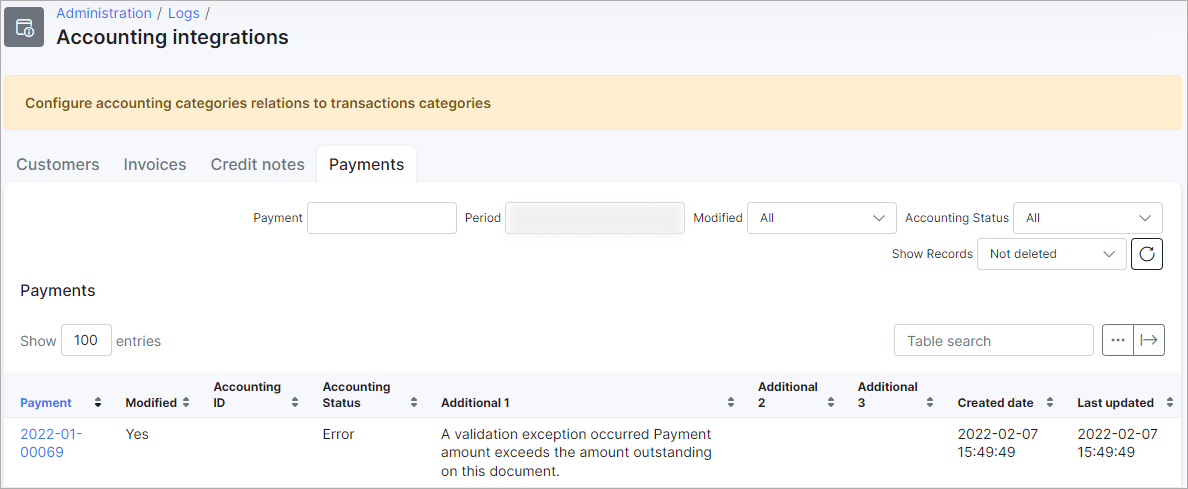 Administration / Logs /
Accounting integrations
Configure accounting categories relations to transactions categories
Customers Invoices Credit notes Payments
Payment Period Modified All Accounting Status All
Show Records Not deleted
Payments
Show 100 entries Table search
Payment Modified Accounting ID Accounting Status Additional 1 Additional 2 Additional 3 Created date Last updated
2022-01- Yes Error A validation exception occurred Payment 2022-02-07 2022-02-07
00069 amount exceeds the amount outstanding 15:49:49 15:49:49
on this document.